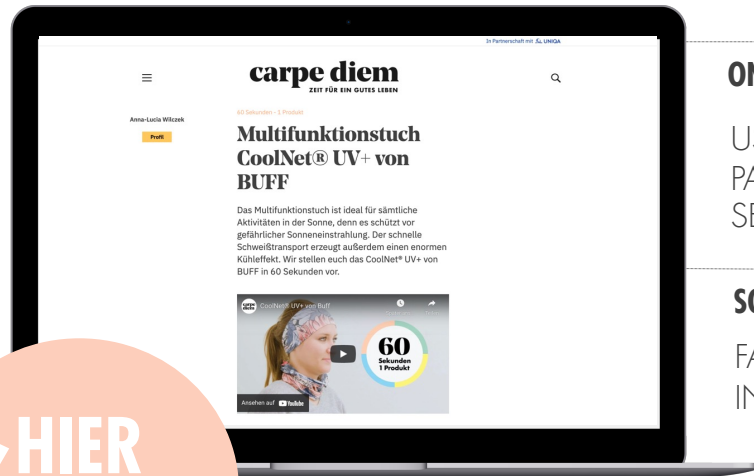 In Partnerschaft mit UNIQA
carpe diem
ZEIT FÜR EIN GUTES LEBEN
Anna-Lucia Wilczek
Profil
60 Sekunden - 1 Produkt
Multifunktionstuch
CoolNet® UV+ von
BUFF
Das Multifunktionstuch ist ideal für sämtliche
Aktivitäten in der Sonne, denn es schützt vor
gefährlicher Sonneneinstrahlung. Der schnelle
Schweißtransport erzeugt außerdem einen enormen
Kühleffekt. Wir stellen euch das CoolNet® UV+ von
BUFF in 60 Sekunden vor.
carpe diem
CoolNet® UV+ von Buff
60
Sekunden
1 Produkt
Ansehen auf YouTube
HIER